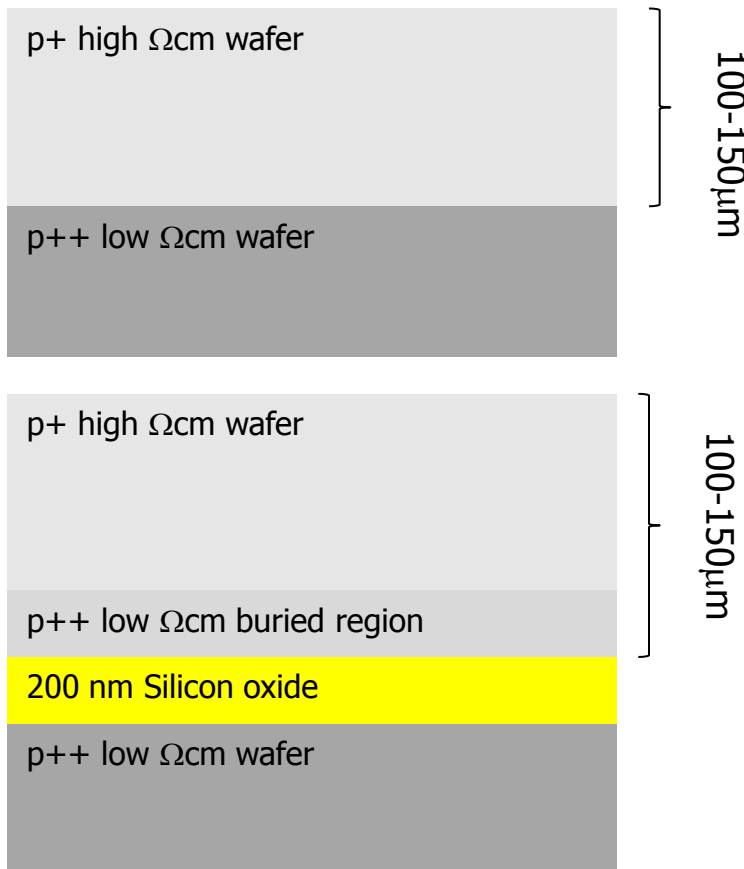 p+ high Ωcm wafer
100-150μm
p++ low Ωcm wafer
p+ high Ωcm wafer
100-150μm
p++ low Ωcm buried region
200 nm Silicon oxide
p++ low Ωcm wafer